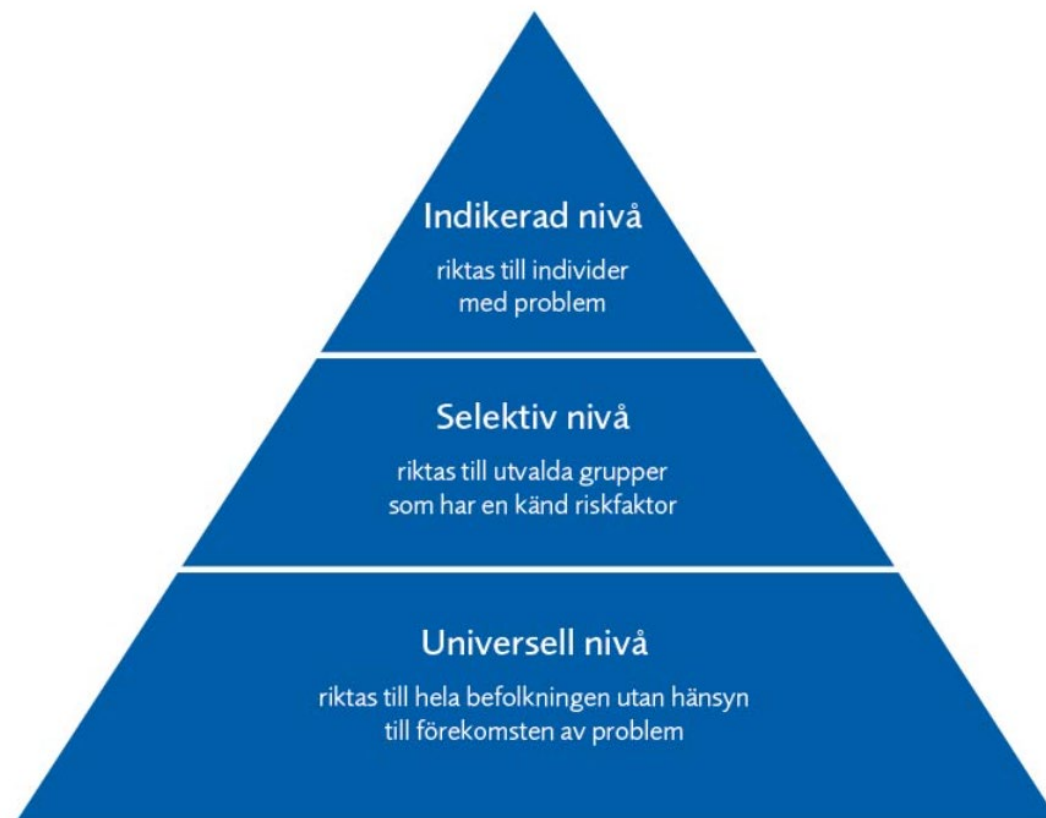 Indikerad nivå
riktas till individer
med problem
Selektiv nivå
riktas till utvalda grupper
som har en känd riskfaktor
Universell nivå
riktas till hela befolkningen utan hänsyn
till förekomsten av problem